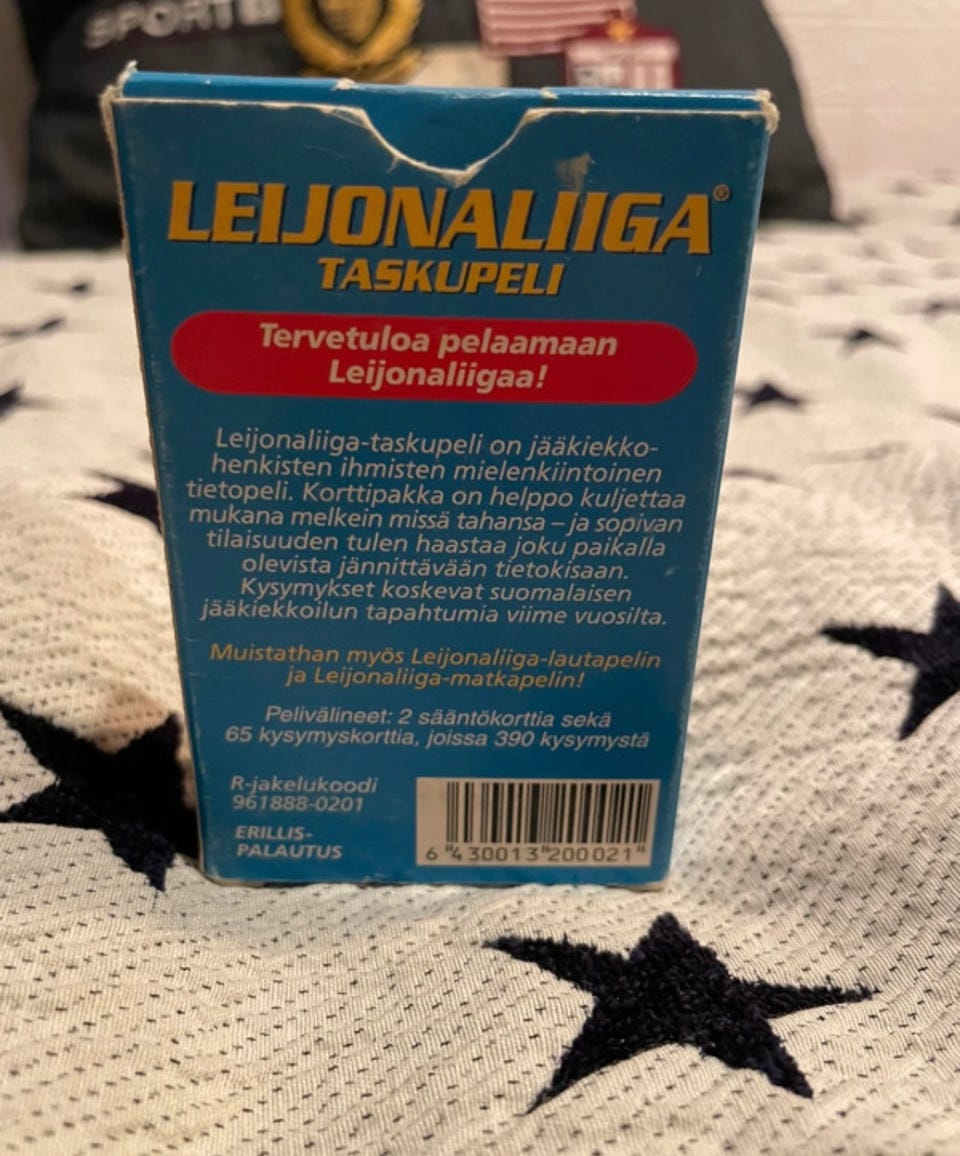 SPORT
LEIJONALIIGA®
TASKUPELI
Tervetuloa pelaamaan
Leijonaliigaa!
Leijonaliiga-taskupeli on jääkiekko-
henkisten ihmisten mielenkiintoinen
tietopeli. Korttipakka on helppo kuljettaa
mukana melkein missä tahansa – ja sopivan
tilaisuuden tulen haastaa joku paikalla
olevista jännittävään tietokisaan.
Kysymykset koskevat suomalaisen
jääkiekkoilun tapahtumia viime vuosilta.
Muistathan myös Leijonaliiga-lautapelin
ja Leijonaliiga-matkapelin!
Pelivälineet: 2 sääntökorttia sekä
65 kysymyskorttia, joissa 390 kysymystä
R-jakelukoodi
961888-0201
ERILLIS-
PALAUTUS
6 430013 200021